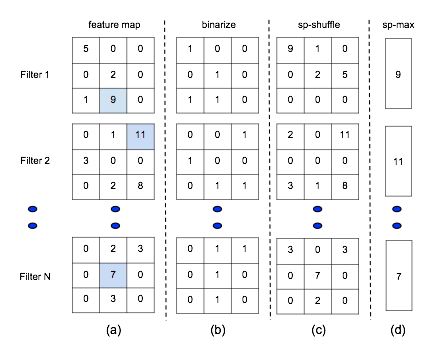 feature map binarize sp-shuffle sp-max
5 0 0 1 0 0 9 1 0
Filter 1 0 2 0 0 1 0 0 2 5 9
1 9 0 1 1 0 0 0 0
0 1 11 0 0 1 2 0 11
Filter 2 3 0 0 1 0 0 0 0 0 11
0 2 8 0 1 1 3 1 8
0 2 3 0 1 1 3 0 3
Filter N 0 7 0 0 1 0 0 7 0 7
0 3 0 0 1 0 0 2 0
(a) (b) (c) (d)